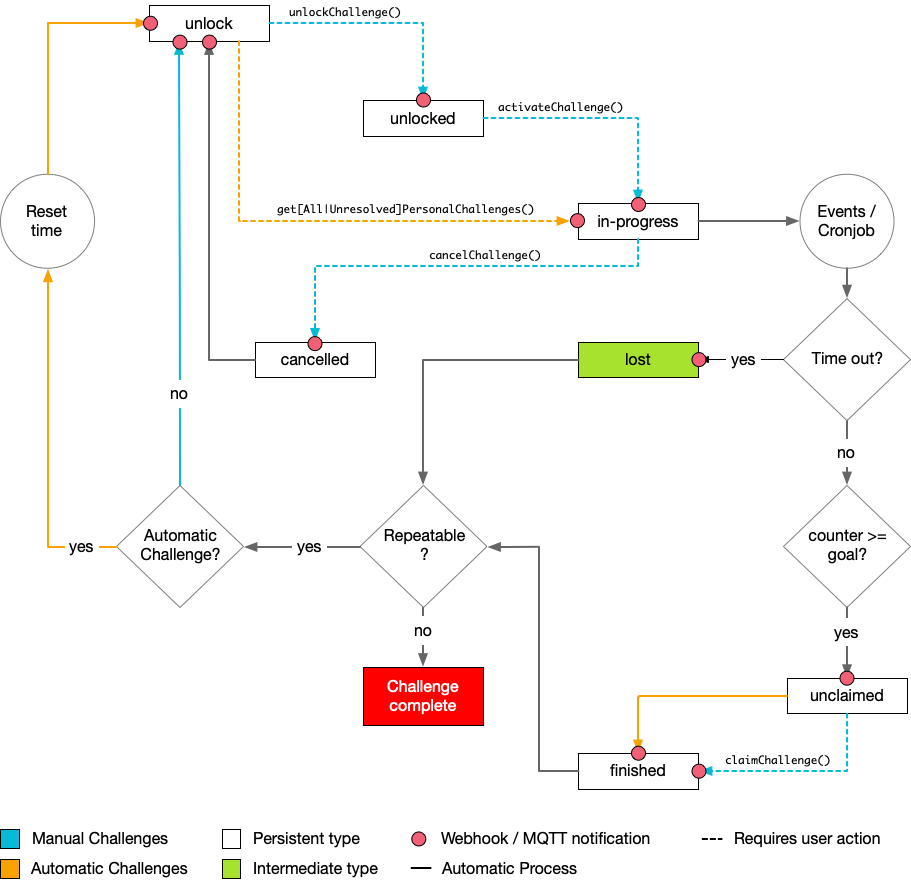 unlock
unlockChallenge()
unlocked
activateChallenge()
Reset
time
get[All|Unresolved]PersonalChallenges()
in-progress
Events /
Cronjob
cancelChallenge()
cancelled
lost
yes
Time out?
no
no
Automatic
Challenge?
Repeatable
?
counter >=
goal?
yes
yes
no
yes
Challenge
complete
unclaimed
claimChallenge()
finished
Manual Challenges
Persistent type
Webhook / MQTT notification
Requires user action
Automatic Challenges
Intermediate type
Automatic Process